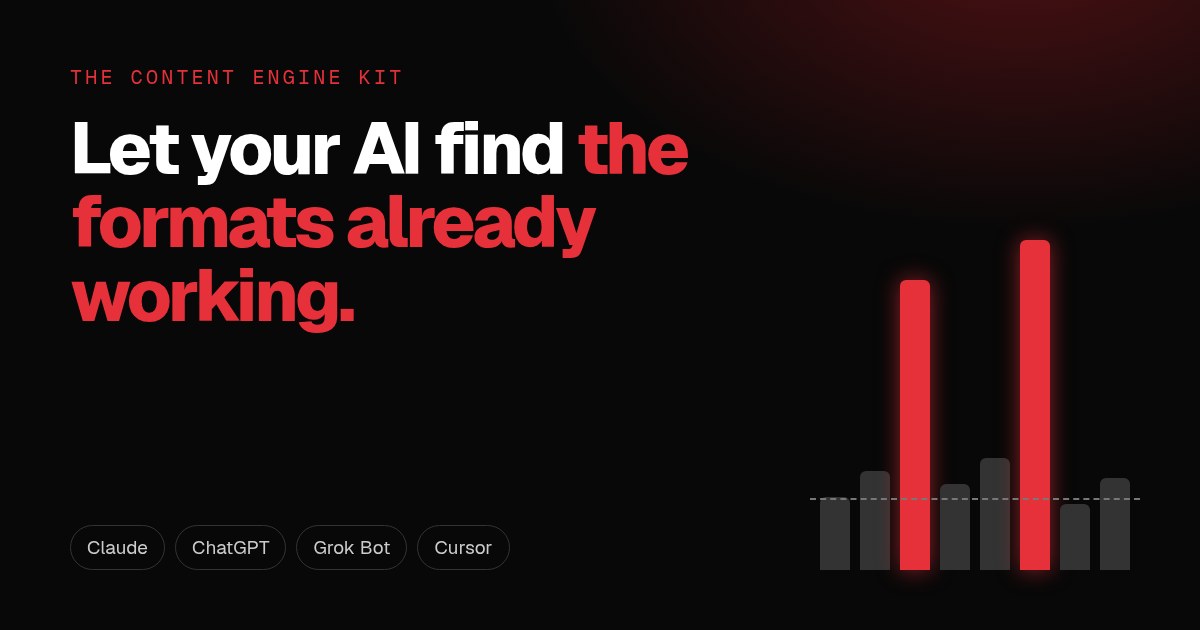 THE CONTENT ENGINE KIT
Let your AI find the
formats already
working.
Claude
ChatGPT
Grok Bot
Cursor